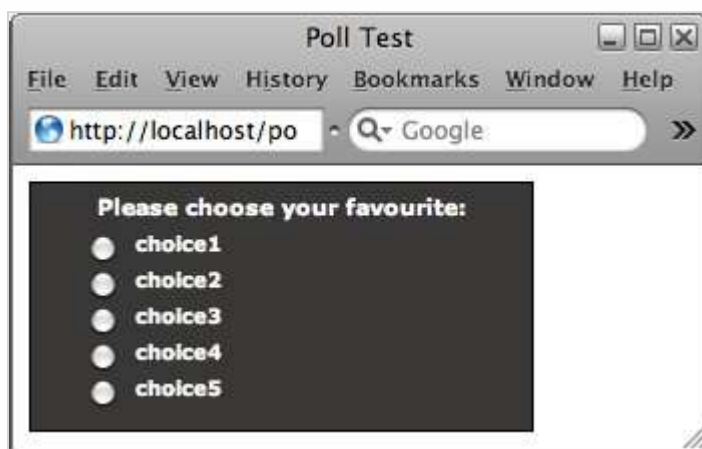 Poll Test
File Edit View History Bookmarks Window Help
http://localhost/po Google
Please choose your favourite:
choice1
choice2
choice3
choice4
choice5